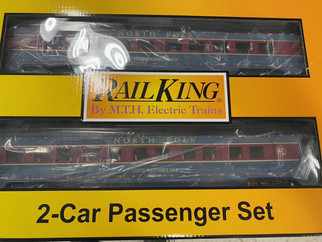 NORTH POLE
RAILKING
By M.T.H. Electric Trains
NORTH POLE
2-Car Passenger Set